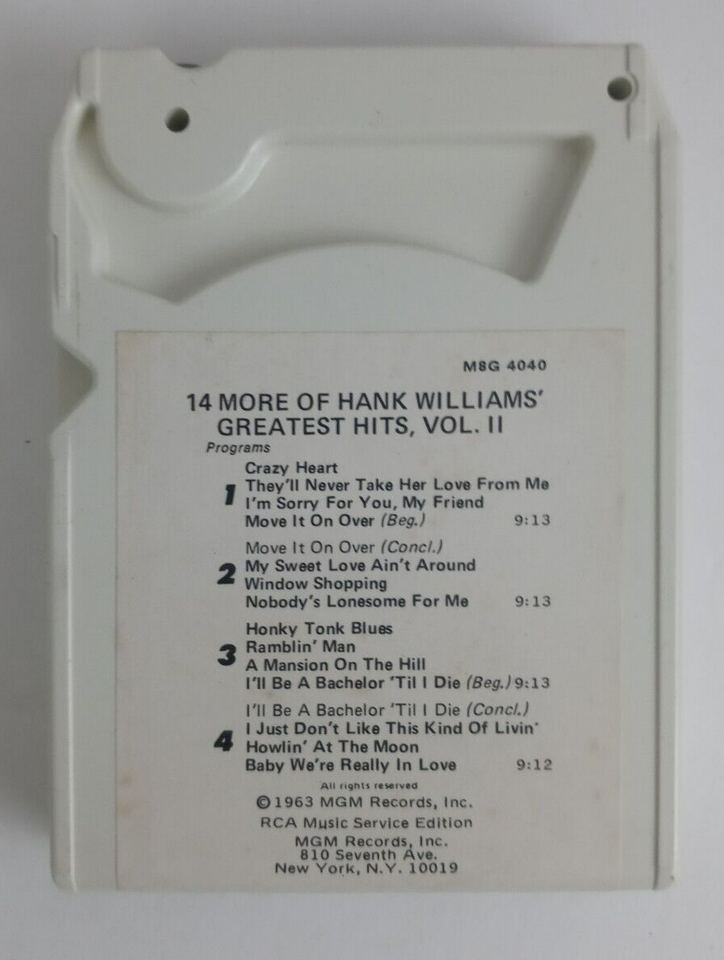 M8G 4040
14 MORE OF HANK WILLIAMS'
GREATEST HITS, VOL. II
Programs
1
Crazy Heart
They'll Never Take Her Love From Me
I'm Sorry For You, My Friend
Move It On Over (Beg.) 9:13
2
Move It On Over (Concl.)
My Sweet Love Ain't Around
Window Shopping
Nobody's Lonesome For Me 9:13
3
Honky Tonk Blues
Ramblin' Man
A Mansion On The Hill
I'll Be A Bachelor 'Til I Die (Beg.) 9:13
4
I'll Be A Bachelor 'Til I Die (Concl.)
I Just Don't Like This Kind Of Livin'
Howlin' At The Moon
Baby We're Really In Love 9:12
All rights reserved
© 1963 MGM Records, Inc.
RCA Music Service Edition
MGM Records, Inc.
810 Seventh Ave.
New York, N.Y. 10019